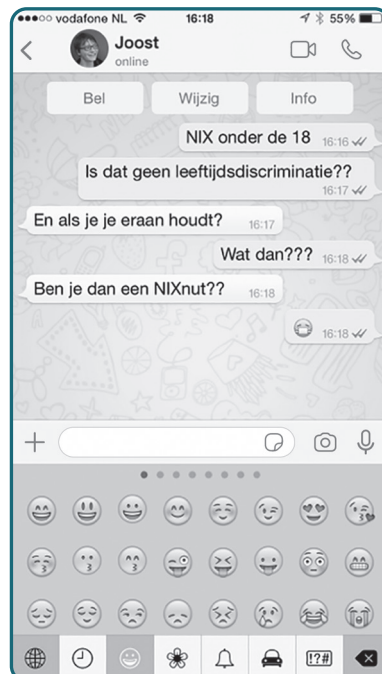 ●●●○○ vodafone NL 16:18 55%
Joost
online
Bel Wijzig Info
NIX onder de 18 16:16
Is dat geen leeftijdsdiscriminatie??
16:17
En als je je eraan houdt? 16:17
Wat dan??? 16:18
Ben je dan een NIXnut?? 16:18
16:18
!?#